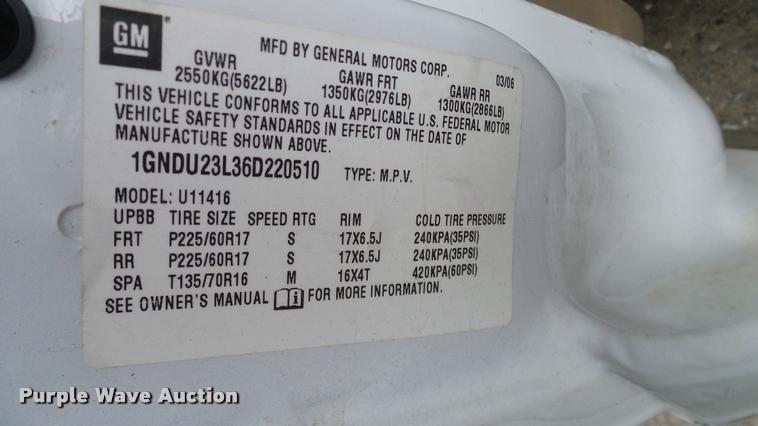 GM
MFD BY GENERAL MOTORS CORP.
03/06
GVWR GAWR FRT GAWR RR
2550KG(5622LB) 1350KG(2976LB) 1300KG(2866LB)
THIS VEHICLE CONFORMS TO ALL APPLICABLE U.S. FEDERAL MOTOR
VEHICLE SAFETY STANDARDS IN EFFECT ON THE DATE OF
MANUFACTURE SHOWN ABOVE.
1GNDU23L36D220510 TYPE: M.P.V.
MODEL: U11416
UPBB TIRE SIZE SPEED RTG RIM COLD TIRE PRESSURE
FRT P225/60R17 S 17X6.5J 240KPA(35PSI)
RR P225/60R17 S 17X6.5J 240KPA(35PSI)
SPA T135/70R16 M 16X4T 420KPA(60PSI)
SEE OWNER'S MANUAL i FOR MORE INFORMATION.
Purple Wave Auction